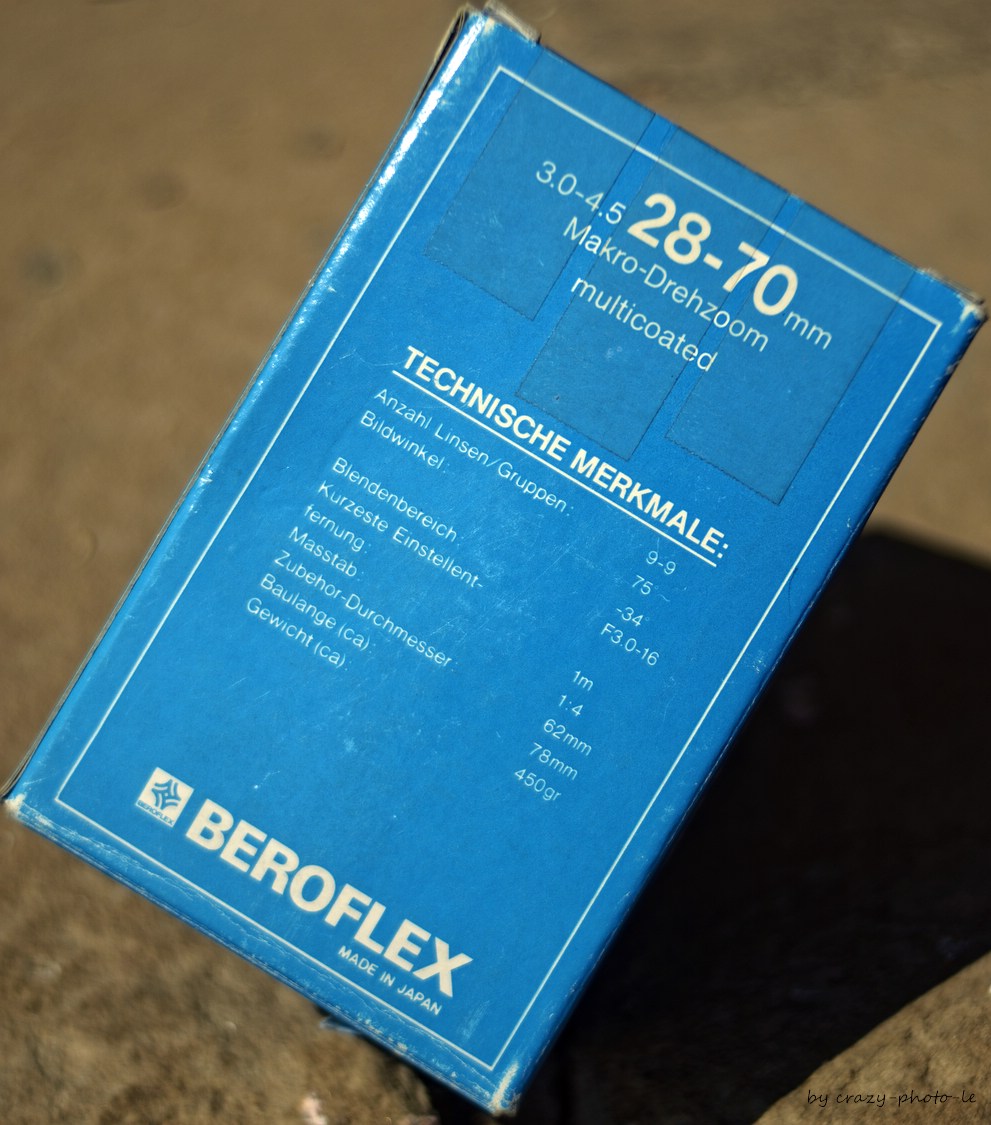 3.0-4.5 28-70mm
Makro-Drehzoom
multicoated
TECHNISCHE MERKMALE:
Anzahl Linsen/Gruppen: 9-9
Bildwinkel: 75°~
-34°
Blendenbereich: F3.0-16
Kurzeste Einstellent-
fernung: 1m
Masstab: 1:4
Zubehor-Durchmesser: 62mm
Baulange (ca): 78mm
Gewicht (ca): 450gr
BEROFLEX
BEROFLEX
MADE IN JAPAN
by crazy-photo-le